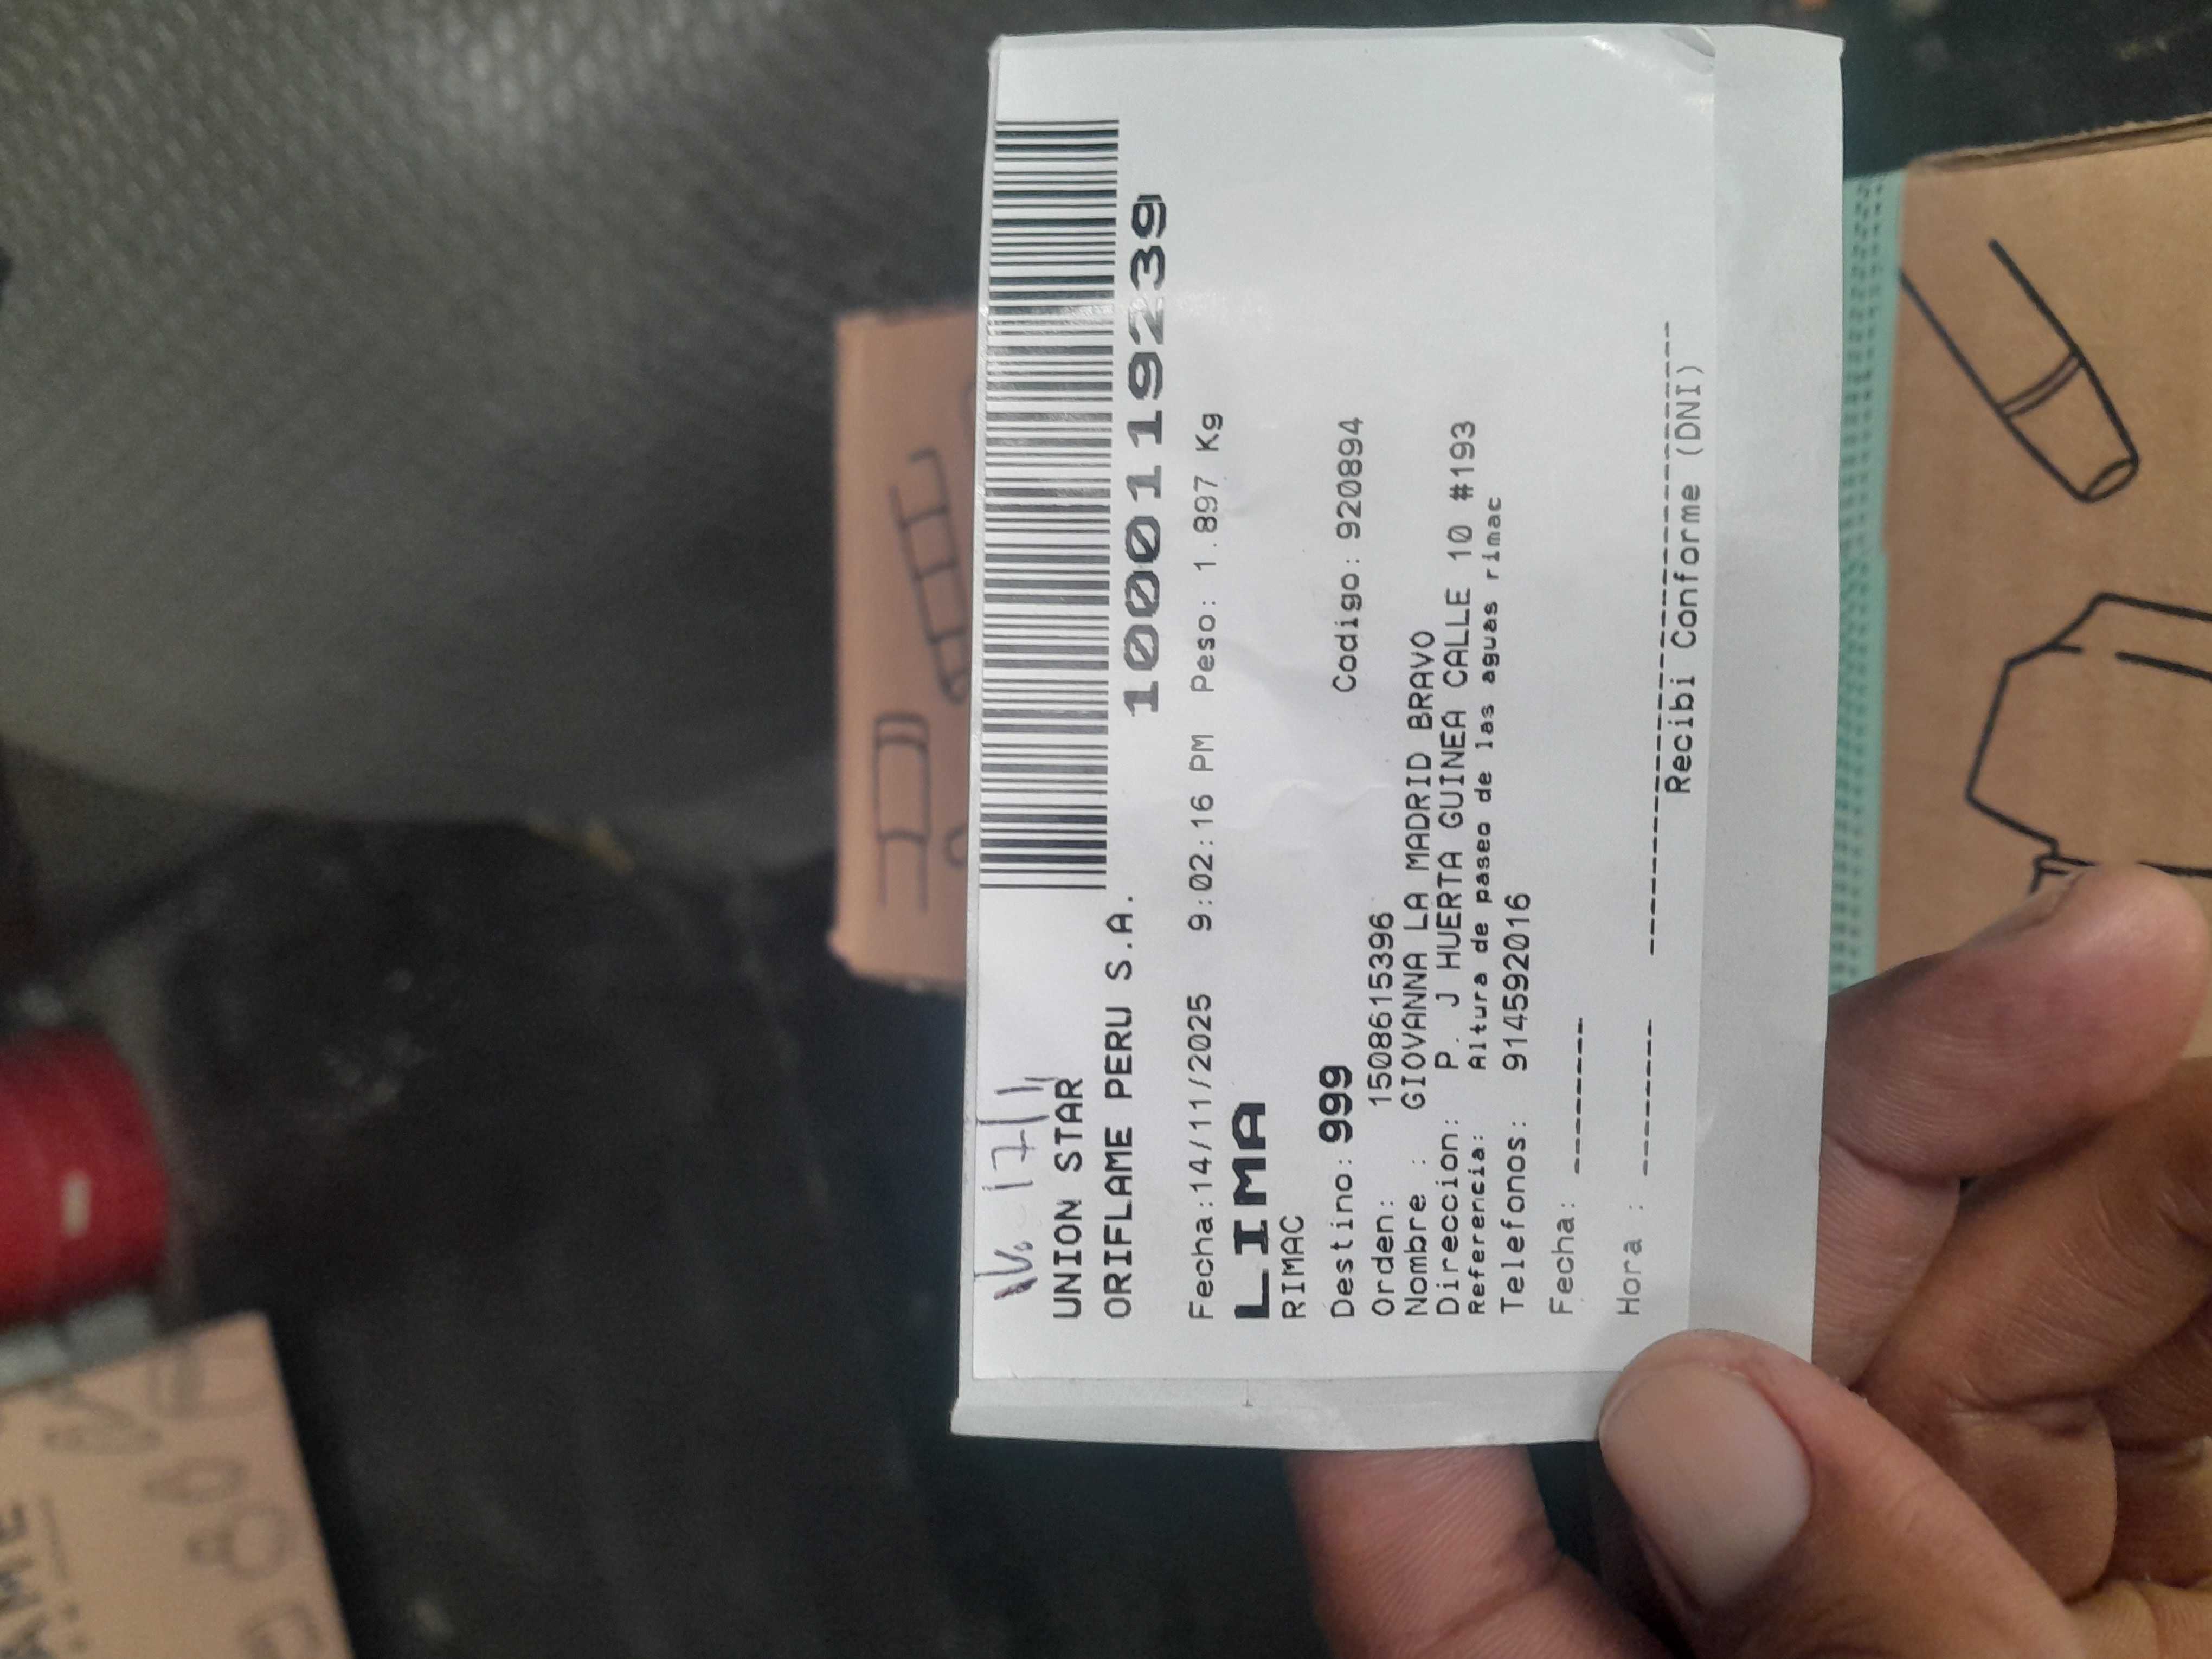 UNION STAR
ORIFLAME PERU S.A.
1000119239
Fecha:14/11/2025 9:02:16 PM Peso: 1.897 Kg
LIMA
RIMAC
Destino: 999 Codigo: 920894
Orden: 1508615396
Nombre : GIOVANNA LA MADRID BRAVO
Direccion: P. J HUERTA GUINEA CALLE 10 #193
Referencia: Altura de paseo de las aguas rimac
Telefonos: 914592016
Fecha: -------
Hora : -------
Recibi Conforme (DNI)